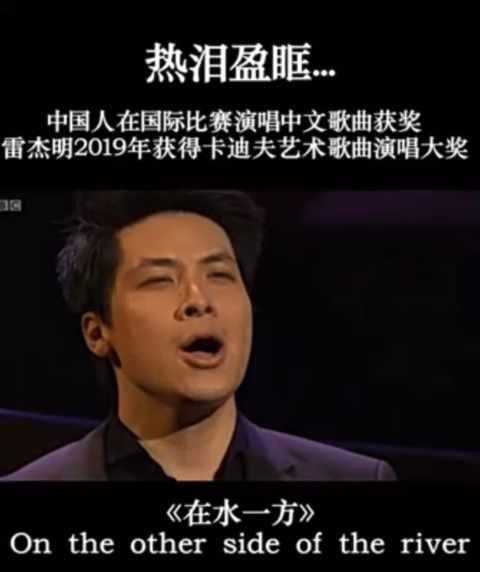 热泪盈眶...
中国人在国际比赛演唱中文歌曲获奖
雷杰明2019年获得卡迪夫艺术歌曲演唱大奖
BC
《在水一方》
On the other side of the river